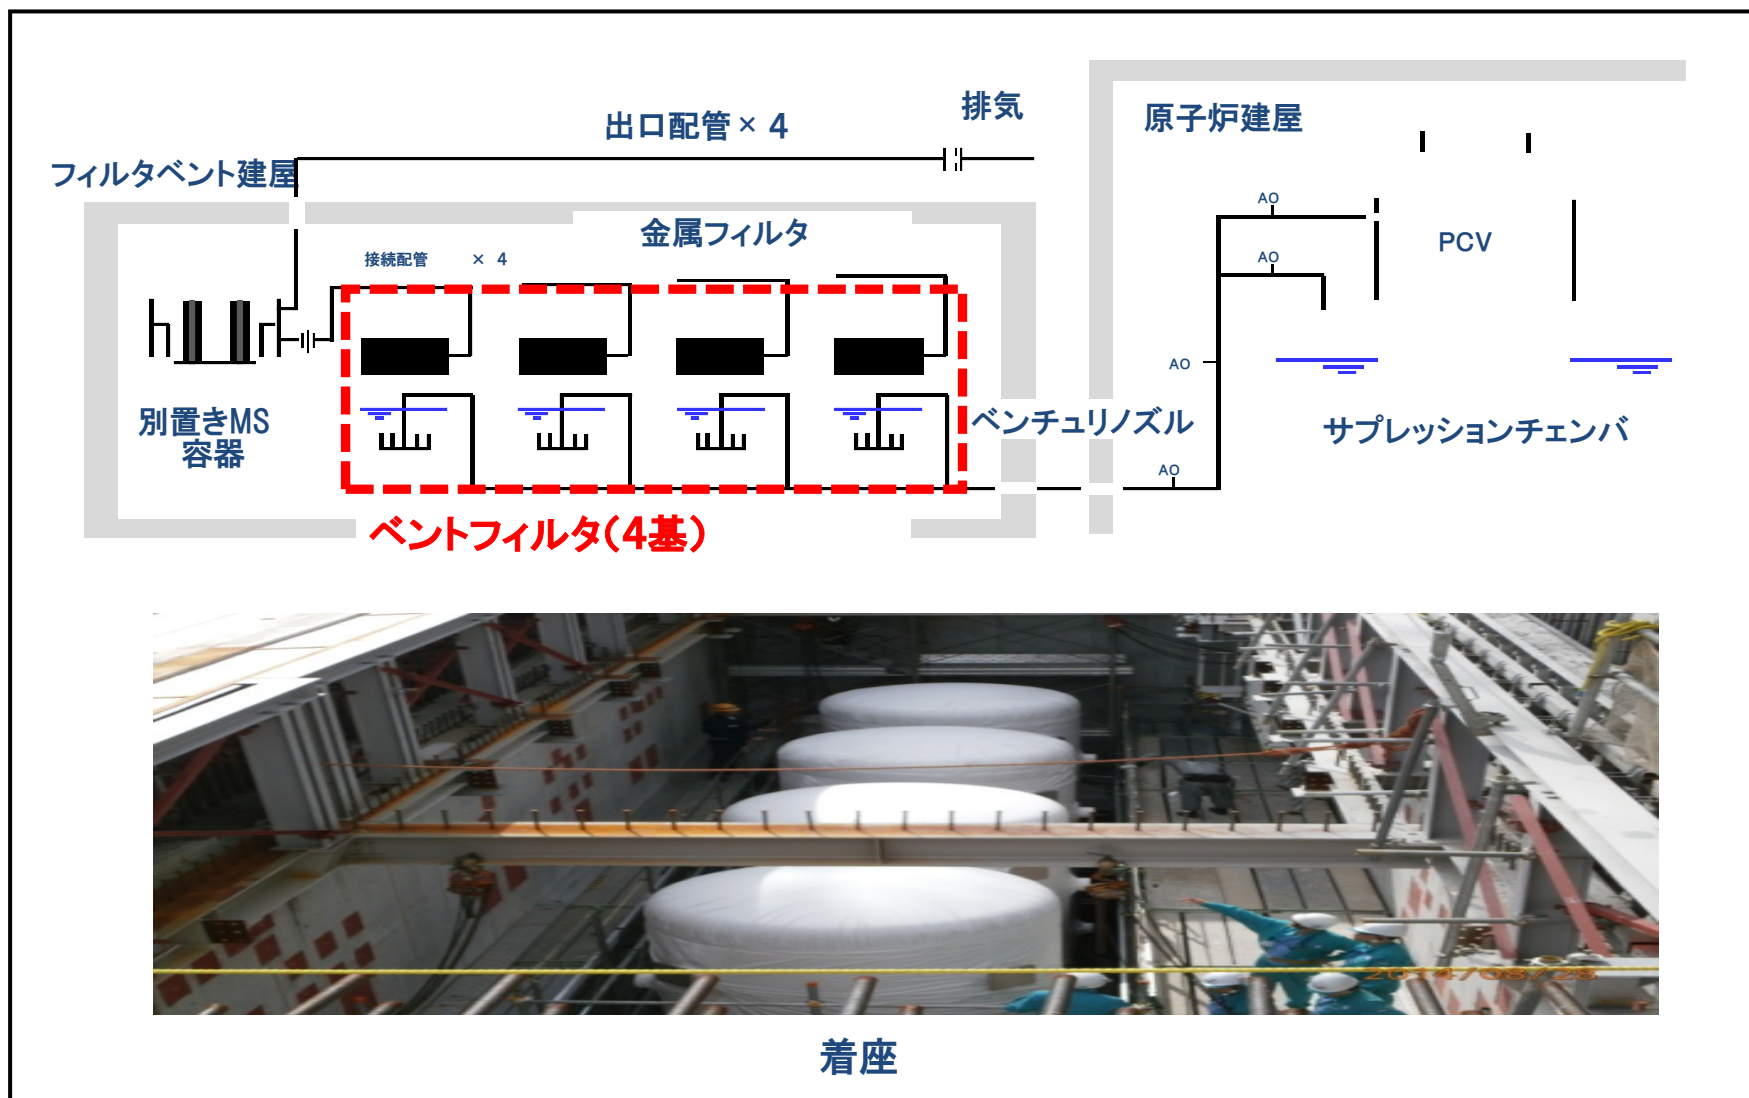 排気
出口配管×4
原子炉建屋
フィルタベント建屋
AO
金属フィルタ
PCV
接続配管 × 4
AO
AO
別置きMS
容器
ベンチュリノズル
サプレッションチェンバ
AO
ベントフィルタ(4基)
2014/08/28
着座